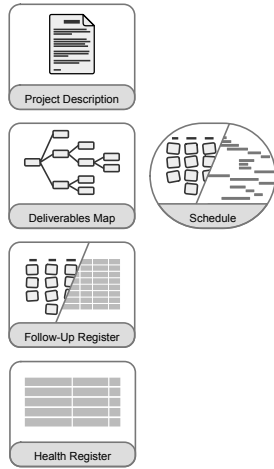 Project Description
Deliverables Map
Schedule
Follow-Up Register
Health Register